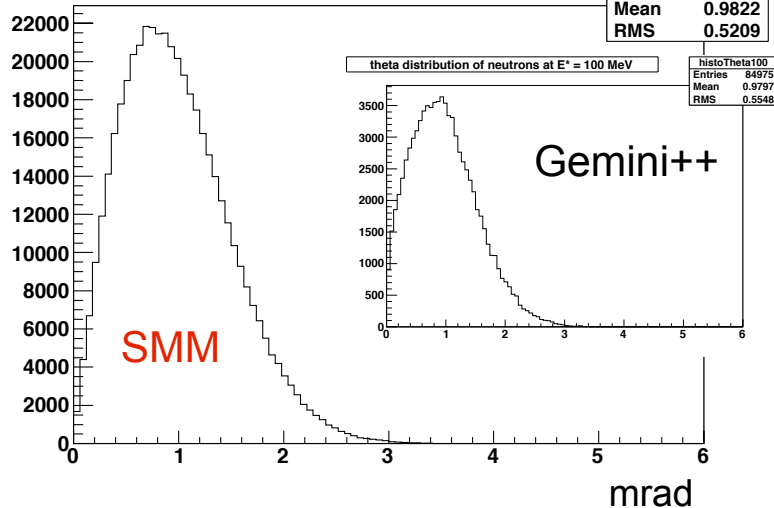 Mean 0.9822
RMS 0.5209
theta distribution of neutrons at E* = 100 MeV
histoTheta100
Entries 84975
Mean 0.9797
RMS 0.5548
Gemini++
3500
3000
2500
2000
1500
1000
500
0
0 1 2 3 4 5 6
SMM
22000
20000
18000
16000
14000
12000
10000
8000
6000
4000
2000
0
0 1 2 3 4 5 6
mrad